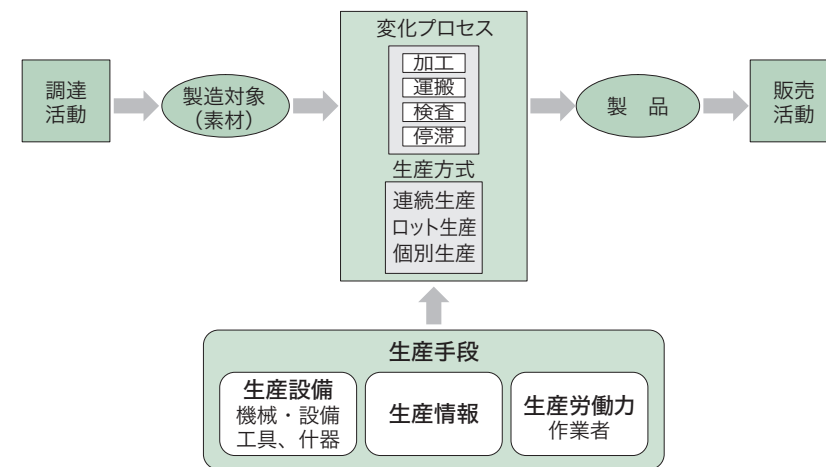 調達
活動
製造対象
（素材）
変化プロセス
加工
運搬
検査
停滞
生産方式
連続生産
ロット生産
個別生産
製　品
販売
活動
生産手段
生産設備
機械・設備
工具、什器
生産情報
生産労働力
作業者